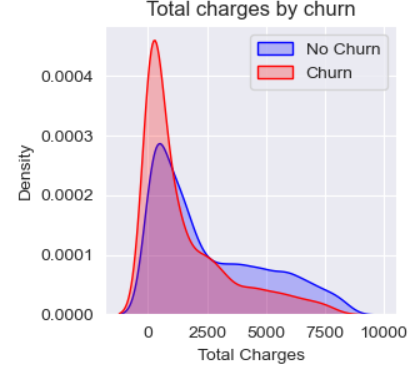 Total charges by churn
No Churn
Churn
0.0004
0.0003
0.0002
0.0001
0.0000
Density
0 2500 5000 7500 10000
Total Charges